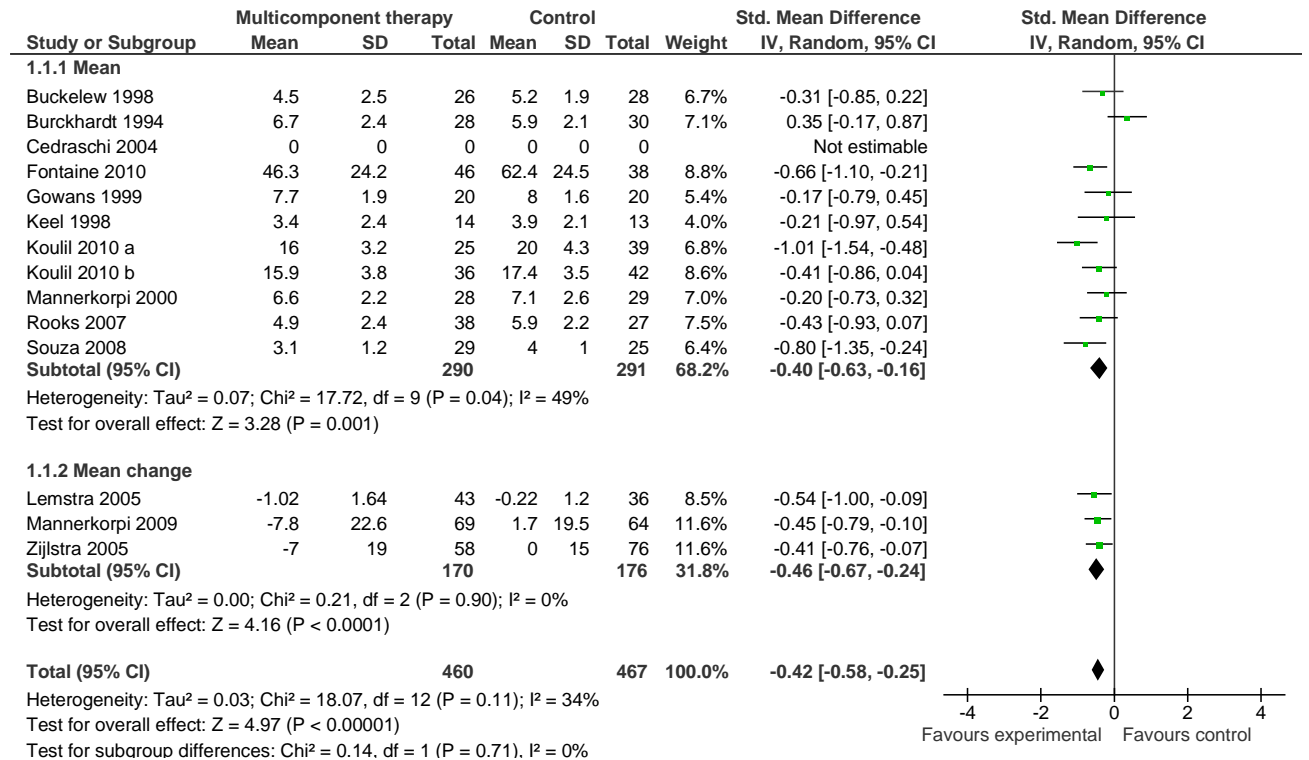 Multicomponent therapy Control Std. Mean Difference Std. Mean Difference
Study or Subgroup Mean SD Total Mean SD Total Weight IV, Random, 95% CI IV, Random, 95% CI
1.1.1 Mean
Buckelew 1998 4.5 2.5 26 5.2 1.9 28 6.7% -0.31 [-0.85, 0.22]
Burckhardt 1994 6.7 2.4 28 5.9 2.1 30 7.1% 0.35 [-0.17, 0.87]
Cedraschi 2004 0 0 0 0 0 0 Not estimable
Fontaine 2010 46.3 24.2 46 62.4 24.5 38 8.8% -0.66 [-1.10, -0.21]
Gowans 1999 7.7 1.9 20 8 1.6 20 5.4% -0.17 [-0.79, 0.45]
Keel 1998 3.4 2.4 14 3.9 2.1 13 4.0% -0.21 [-0.97, 0.54]
Koulil 2010 a 16 3.2 25 20 4.3 39 6.8% -1.01 [-1.54, -0.48]
Koulil 2010 b 15.9 3.8 36 17.4 3.5 42 8.6% -0.41 [-0.86, 0.04]
Mannerkorpi 2000 6.6 2.2 28 7.1 2.6 29 7.0% -0.20 [-0.73, 0.32]
Rooks 2007 4.9 2.4 38 5.9 2.2 27 7.5% -0.43 [-0.93, 0.07]
Souza 2008 3.1 1.2 29 4 1 25 6.4% -0.80 [-1.35, -0.24]
Subtotal (95% CI) 290 291 68.2% -0.40 [-0.63, -0.16]
Heterogeneity: Tau² = 0.07; Chi² = 17.72, df = 9 (P = 0.04); I² = 49%
Test for overall effect: Z = 3.28 (P = 0.001)
1.1.2 Mean change
Lemstra 2005 -1.02 1.64 43 -0.22 1.2 36 8.5% -0.54 [-1.00, -0.09]
Mannerkorpi 2009 -7.8 22.6 69 1.7 19.5 64 11.6% -0.45 [-0.79, -0.10]
Zijlstra 2005 -7 19 58 0 15 76 11.6% -0.41 [-0.76, -0.07]
Subtotal (95% CI) 170 176 31.8% -0.46 [-0.67, -0.24]
Heterogeneity: Tau² = 0.00; Chi² = 0.21, df = 2 (P = 0.90); I² = 0%
Test for overall effect: Z = 4.16 (P < 0.0001)
Total (95% CI) 460 467 100.0% -0.42 [-0.58, -0.25]
Heterogeneity: Tau² = 0.03; Chi² = 18.07, df = 12 (P = 0.11); I² = 34%
Test for overall effect: Z = 4.97 (P < 0.00001)
Test for subgroup differences: Chi² = 0.14, df = 1 (P = 0.71), I² = 0%
-4 -2 0 2 4
Favours experimental Favours control